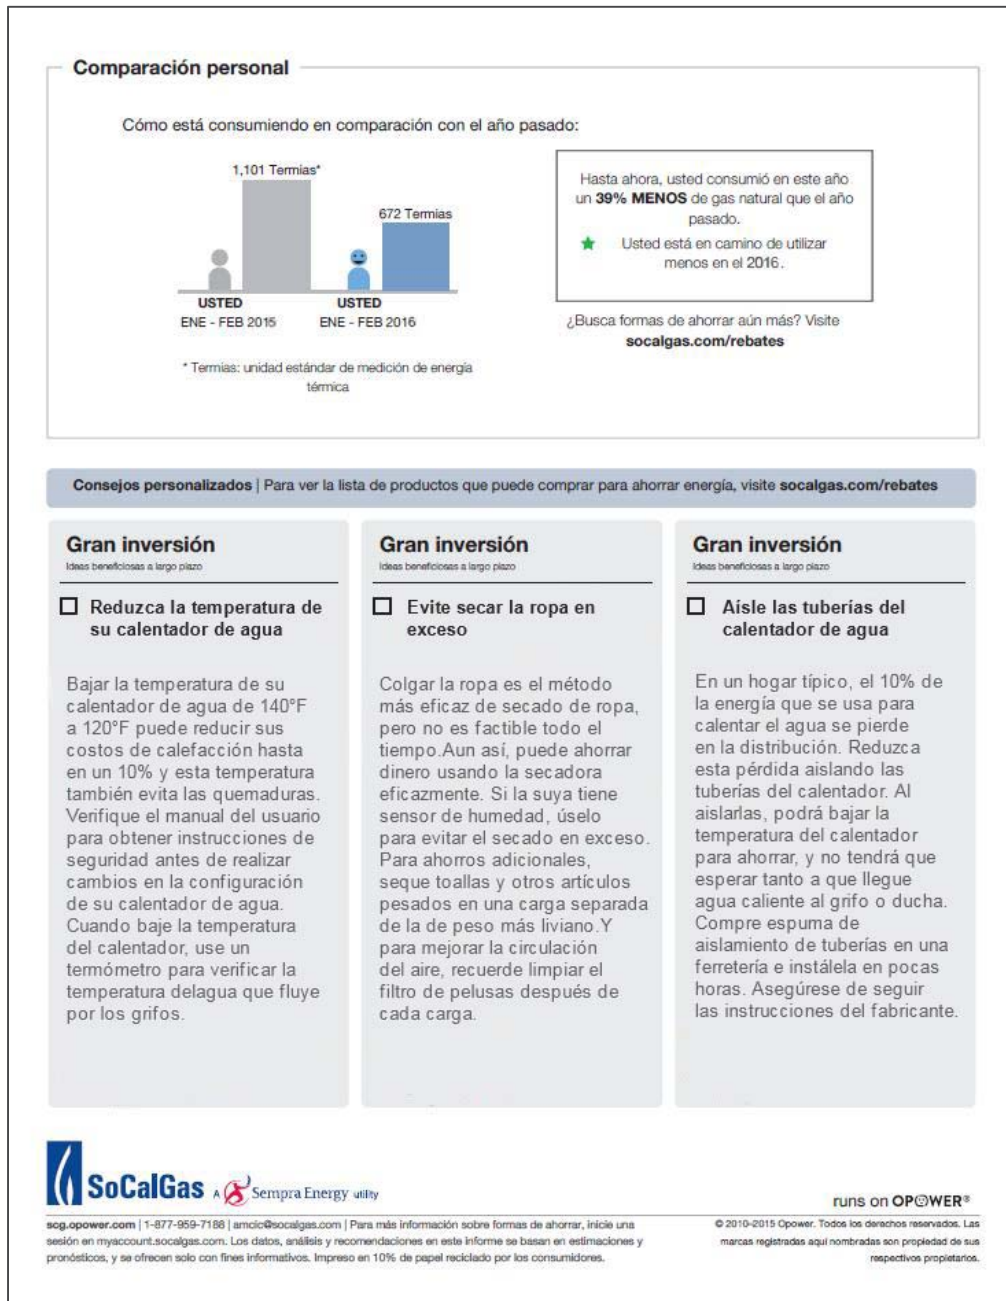 Comparación personal
Cómo está consumiendo en comparación con el año pasado:
1,101 Termias*
672 Termias
USTED
ENE - FEB 2015
USTED
ENE - FEB 2016
* Termias: unidad estándar de medición de energía
térmica
Hasta ahora, usted consumió en este año
un 39% MENOS de gas natural que el año
pasado.
Usted está en camino de utilizar
menos en el 2016.
¿Busca formas de ahorrar aún más? Visite
socalgas.com/rebates
Consejos personalizados | Para ver la lista de productos que puede comprar para ahorrar energía, visite socalgas.com/rebates
Gran inversión
Ideas beneficiosas a largo plazo
Reduzca la temperatura de
su calentador de agua
Bajar la temperatura de su
calentador de agua de 140°F
a 120°F puede reducir sus
costos de calefacción hasta
en un 10% y esta temperatura
también evita las quemaduras.
Verifique el manual del usuario
para obtener instrucciones de
seguridad antes de realizar
cambios en la configuración
de su calentador de agua.
Cuando baje la temperatura
del calentador, use un
termómetro para verificar la
temperatura delagua que fluye
por los grifos.
Gran inversión
Ideas beneficiosas a largo plazo
Evite secar la ropa en
exceso
Colgar la ropa es el método
más eficaz de secado de ropa,
pero no es factible todo el
tiempo.Aun así, puede ahorrar
dinero usando la secadora
eficazmente. Si la suya tiene
sensor de humedad, úselo
para evitar el secado en exceso.
Para ahorros adicionales,
seque toallas y otros artículos
pesados en una carga separada
de la de peso más liviano.Y
para mejorar la circulación
del aire, recuerde limpiar el
filtro de pelusas después de
cada carga.
Gran inversión
Ideas beneficiosas a largo plazo
Aísle las tuberías del
calentador de agua
En un hogar típico, el 10% de
la energía que se usa para
calentar el agua se pierde
en la distribución. Reduzca
esta pérdida aislando las
tuberías del calentador. Al
aislarlas, podrá bajar la
temperatura del calentador
para ahorrar, y no tendrá que
esperar tanto a que llegue
agua caliente al grifo o ducha.
Compre espuma de
aislamiento de tuberías en una
ferretería e instálela en pocas
horas. Asegúrese de seguir
las instrucciones del fabricante.
SoCalGas A Sempra Energy utility
scg.opower.com | 1-877-959-7188 | amcic@socalgas.com | Para más información sobre formas de ahorrar, inicie una
sesión en myaccount.socalgas.com. Los datos, análisis y recomendaciones en este informe se basan en estimaciones y
pronósticos, y se ofrecen solo con fines informativos. Impreso en 10% de papel reciclado por los consumidores.
runs on OPOWER®
© 2010-2015 Opower. Todos los derechos reservados. Las
marcas registradas aquí nombradas son propiedad de sus
respectivos propietarios.